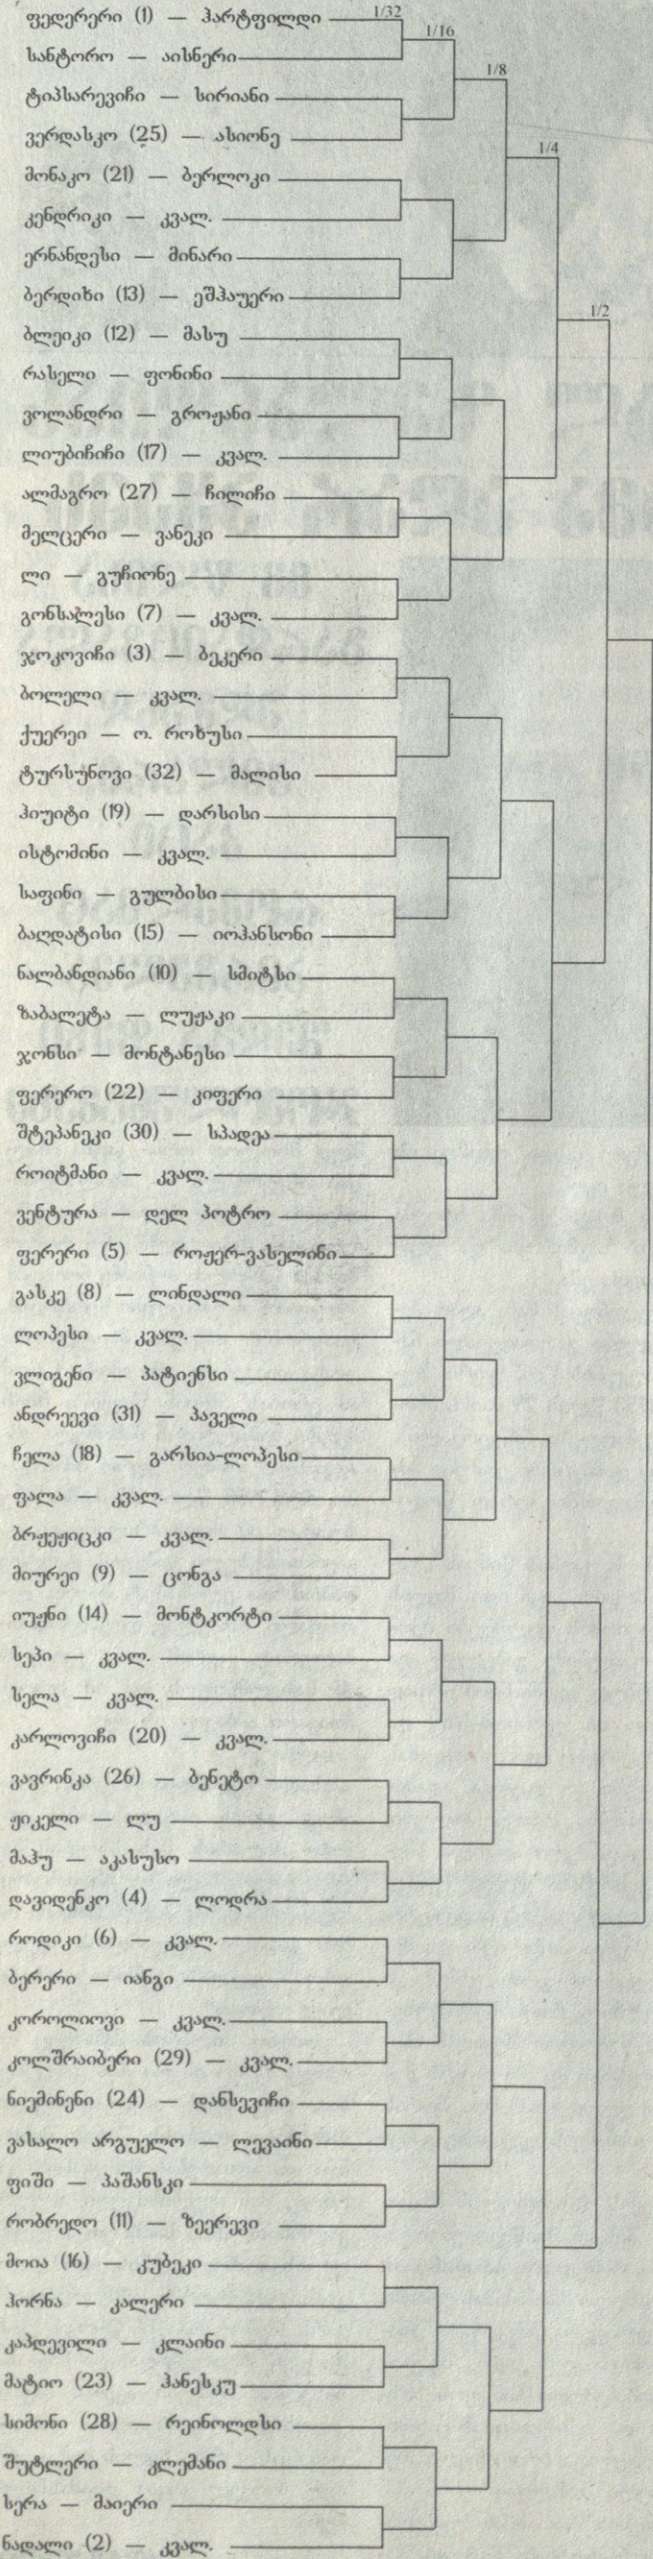 ფედერერი (1) — ჰარტფილდი
1/32
1/16
1/8
1/4
1/2
სანტორო — აისნერი
ტიპსარევიჩი — სირიანი
ვერდასკო (25) — ასიონე
მონაკო (21) — ბერლოკი
კენდრიკი — კვალ.
ერნანდესი — მინარი
ბერდიხი (13) — ეშჰაუერი
ბლეიკი (12) — მასუ
რასელი — ფონინი
ვოლანდრი — გროჟანი
ლიუბიჩიჩი (17) — კვალ.
ალმაგრო (27) — ჩილიჩი
მელცერი — ვანეკი
ლი — გუჩიონე
გონსალესი (7) — კვალ.
ჯოკოვიჩი (3) — ბეკერი
ბოლელი — კვალ.
ქუერეი — ო. როხუსი
ტურსუნოვი (32) — მალისი
ჰიუიტი (19) — დარსისი
ისტომინი — კვალ.
საფინი — გულბისი
ბაღდატისი (15) — იოჰანსონი
ნალბანდიანი (10) — სმიტსი
ზაბალეტა — ლუჟაკი
ჯონსი — მონტანესი
ფერერო (22) — კიფერი
შტეპანეკი (30) — სპადეა
როიტმანი — კვალ.
ვენტურა — დელ პოტრო
ფერერი (5) — როჟერ-ვასელინი
გასკე (8) — ლინდალი
ლოპესი — კვალ.
ვლიგენი — პატიენსი
ანდრეევი (31) — პაველი
ჩელა (18) — გარსია-ლოპესი
ფალა — კვალ.
ბრჟეჟიცკი — კვალ.
მიურეი (9) — ცონგა
იუჟნი (14) — მონტკორტი
სეპი — კვალ.
სელა — კვალ.
კარლოვიჩი (20) — კვალ.
ვავრინკა (26) — ბენეტო
ჟიკელი — ლუ
მაჰუ — აკასუსო
დავიდენკო (4) — ლოდრა
როდიკი (6) — კვალ.
ბერერი — იანგი
კოროლიოვი — კვალ.
კოლშრაიბერი (29) — კვალ.
ნიემინენი (24) — დანსევიჩი
ვასალო არგუელო — ლევაინი
ფიში — პაშანსკი
რობრედო (11) — ზეერევი
მოია (16) — კუბეკი
ჰორნა — კალერი
კაპდევილი — კლაინი
მატიო (23) — ჰანესკუ
სიმონი (28) — რეინოლდსი
შუტლერი — კლემანი
სერა — მაიერი
ნადალი (2) — კვალ.